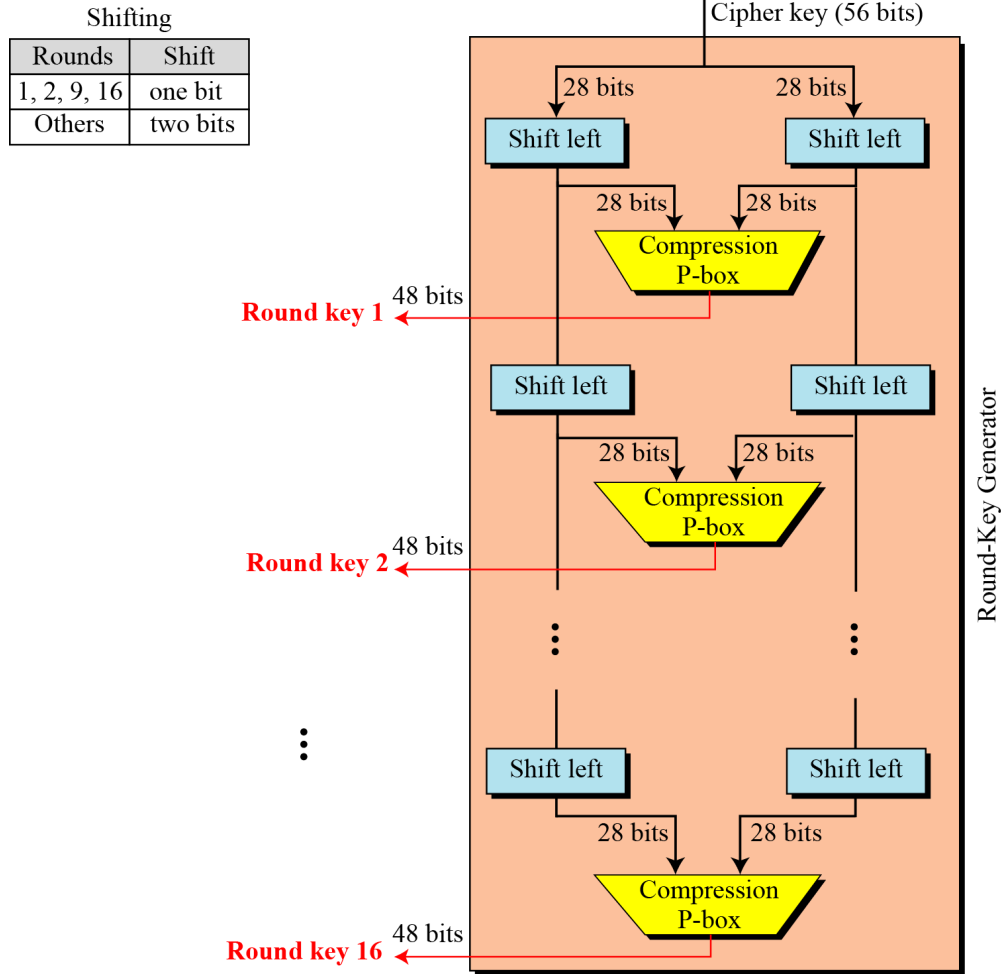 Shifting
Rounds Shift
1, 2, 9, 16 one bit
Others two bits
Cipher key (56 bits)
28 bits 28 bits
Shift left Shift left
28 bits 28 bits
Compression
P-box
48 bits
Round key 1
Shift left Shift left
28 bits 28 bits
Compression
P-box
48 bits
Round key 2
Round-Key Generator
Shift left Shift left
28 bits 28 bits
Compression
P-box
48 bits
Round key 16